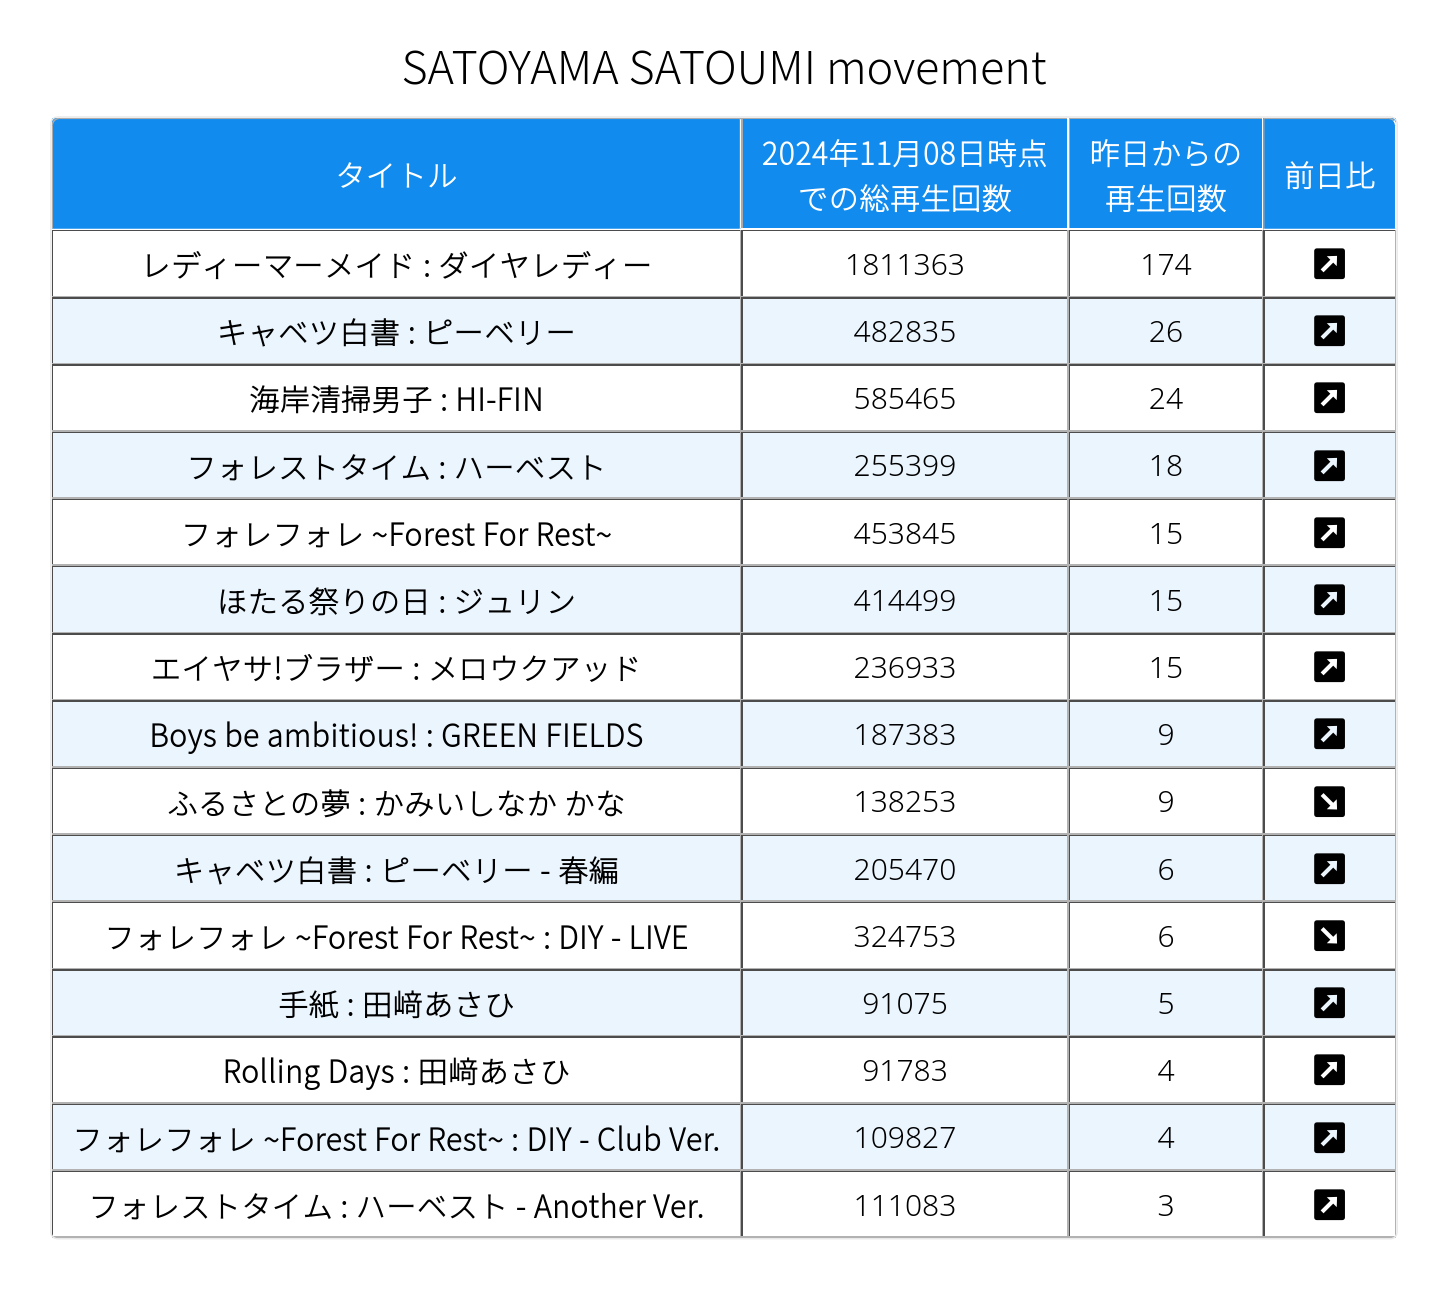 SATOYAMA SATOUMI movement
タイトル 2024年11月08日時点での総再生回数 昨日からの再生回数 前日比
レディーマーメイド : ダイヤレディー 1811363 174 ↗
キャベツ白書 : ピーベリー 482835 26 ↗
海岸清掃男子 : HI-FIN 585465 24 ↗
フォレストタイム : ハーベスト 255399 18 ↗
フォレフォレ ~Forest For Rest~ 453845 15 ↗
ほたる祭りの日 : ジュリン 414499 15 ↗
エイヤサ!ブラザー : メロウクアッド 236933 15 ↗
Boys be ambitious! : GREEN FIELDS 187383 9 ↗
ふるさとの夢 : かみいしなか かな 138253 9 ↘
キャベツ白書 : ピーベリー - 春編 205470 6 ↗
フォレフォレ ~Forest For Rest~ : DIY - LIVE 324753 6 ↘
手紙 : 田﨑あさひ 91075 5 ↗
Rolling Days : 田﨑あさひ 91783 4 ↗
フォレフォレ ~Forest For Rest~ : DIY - Club Ver. 109827 4 ↗
フォレストタイム : ハーベスト - Another Ver. 111083 3 ↗